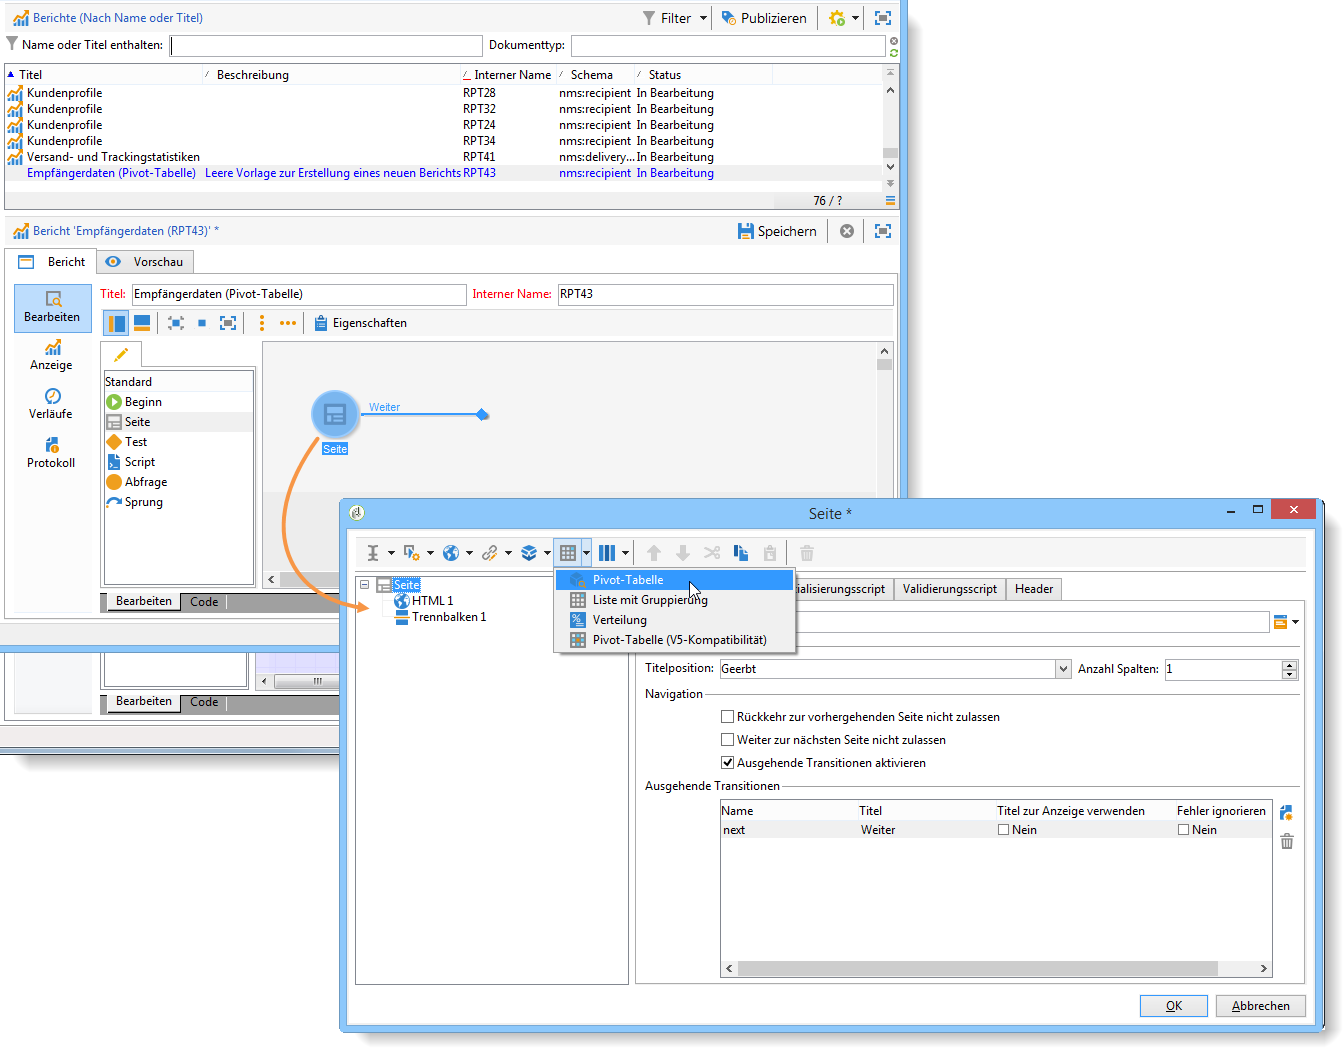 Berichte (Nach Name oder Titel)
Filter
Publizieren
Name oder Titel enthalten:
Dokumenttyp:
Titel Beschreibung Interner Name Schema Status
Kundenprofile RPT28 nms:recipient In Bearbeitung
Kundenprofile RPT32 nms:recipient In Bearbeitung
Kundenprofile RPT24 nms:recipient In Bearbeitung
Kundenprofile RPT34 nms:recipient In Bearbeitung
Versand- und Trackingstatistiken RPT41 nms:delivery... In Bearbeitung
Empfängerdaten (Pivot-Tabelle) Leere Vorlage zur Erstellung eines neuen Berichts RPT43 nms:recipient In Bearbeitung
76 / ?
Bericht 'Empfängerdaten (RPT43)' *
Speichern
Bericht
Vorschau
Bearbeiten
Anzeige
Verläufe
Protokoll
Titel: Empfängerdaten (Pivot-Tabelle)
Interner Name: RPT43
Eigenschaften
Standard
Beginn
Seite
Test
Script
Abfrage
Sprung
Weiter
Seite
Bearbeiten
Code
Bearbeiten
Code
Seite *
Seite
HTML 1
Trennbalken 1
Pivot-Tabelle
Liste mit Gruppierung
Verteilung
Pivot-Tabelle (V5-Kompatibilität)
ialisierungsscript
Validierungsscript
Header
Titelposition: Geerbt
Anzahl Spalten: 1
Navigation
Rückkehr zur vorhergehenden Seite nicht zulassen
Weiter zur nächsten Seite nicht zulassen
Ausgehende Transitionen aktivieren
Ausgehende Transitionen
Name Titel Titel zur Anzeige verwenden Fehler ignorieren
next Weiter Nein Nein
OK
Abbrechen